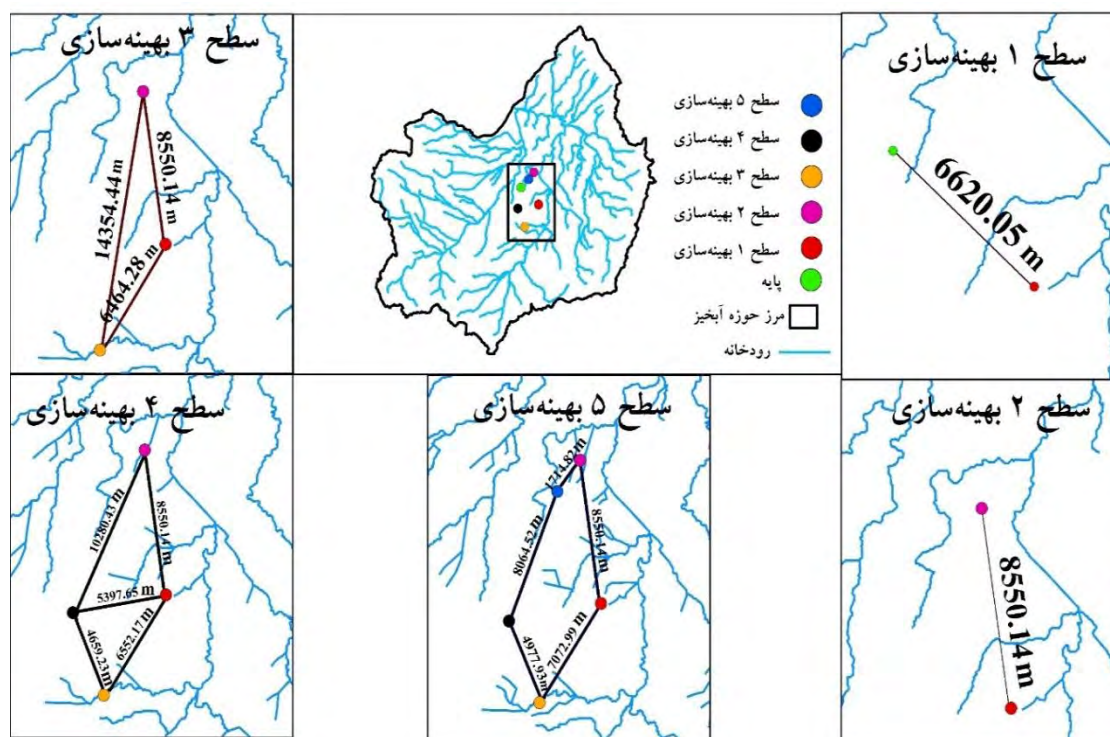 سطح ۱ بهینه‌سازی
6620.05 m
سطح ۵ بهینه‌سازی
سطح ۴ بهینه‌سازی
سطح ۳ بهینه‌سازی
سطح ۲ بهینه‌سازی
سطح ۱ بهینه‌سازی
پایه
مرز حوزه آبخیز
رودخانه
سطح ۳ بهینه‌سازی
14354.44 m
8550.14 m
6464.28 m
سطح ۲ بهینه‌سازی
8550.14 m
سطح ۵ بهینه‌سازی
1714.82 m
8064.52 m
8550.14 m
4977.93 m
7072.99 m
سطح ۴ بهینه‌سازی
10280.43 m
8550.14 m
5397.65 m
4659.23 m
6552.17 m